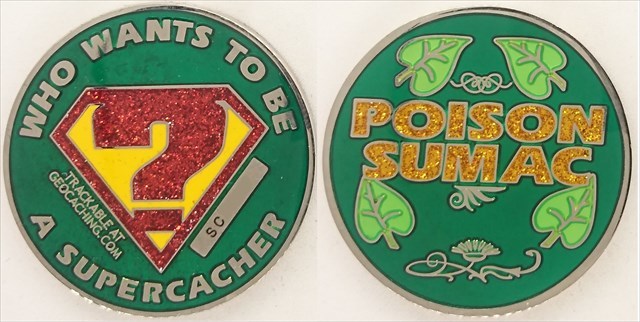 WHO WANTS TO BE
?
TRACKABLE AT
GEOCACHING.COM
SC
A SUPERCACHER
POISON
SUMAC